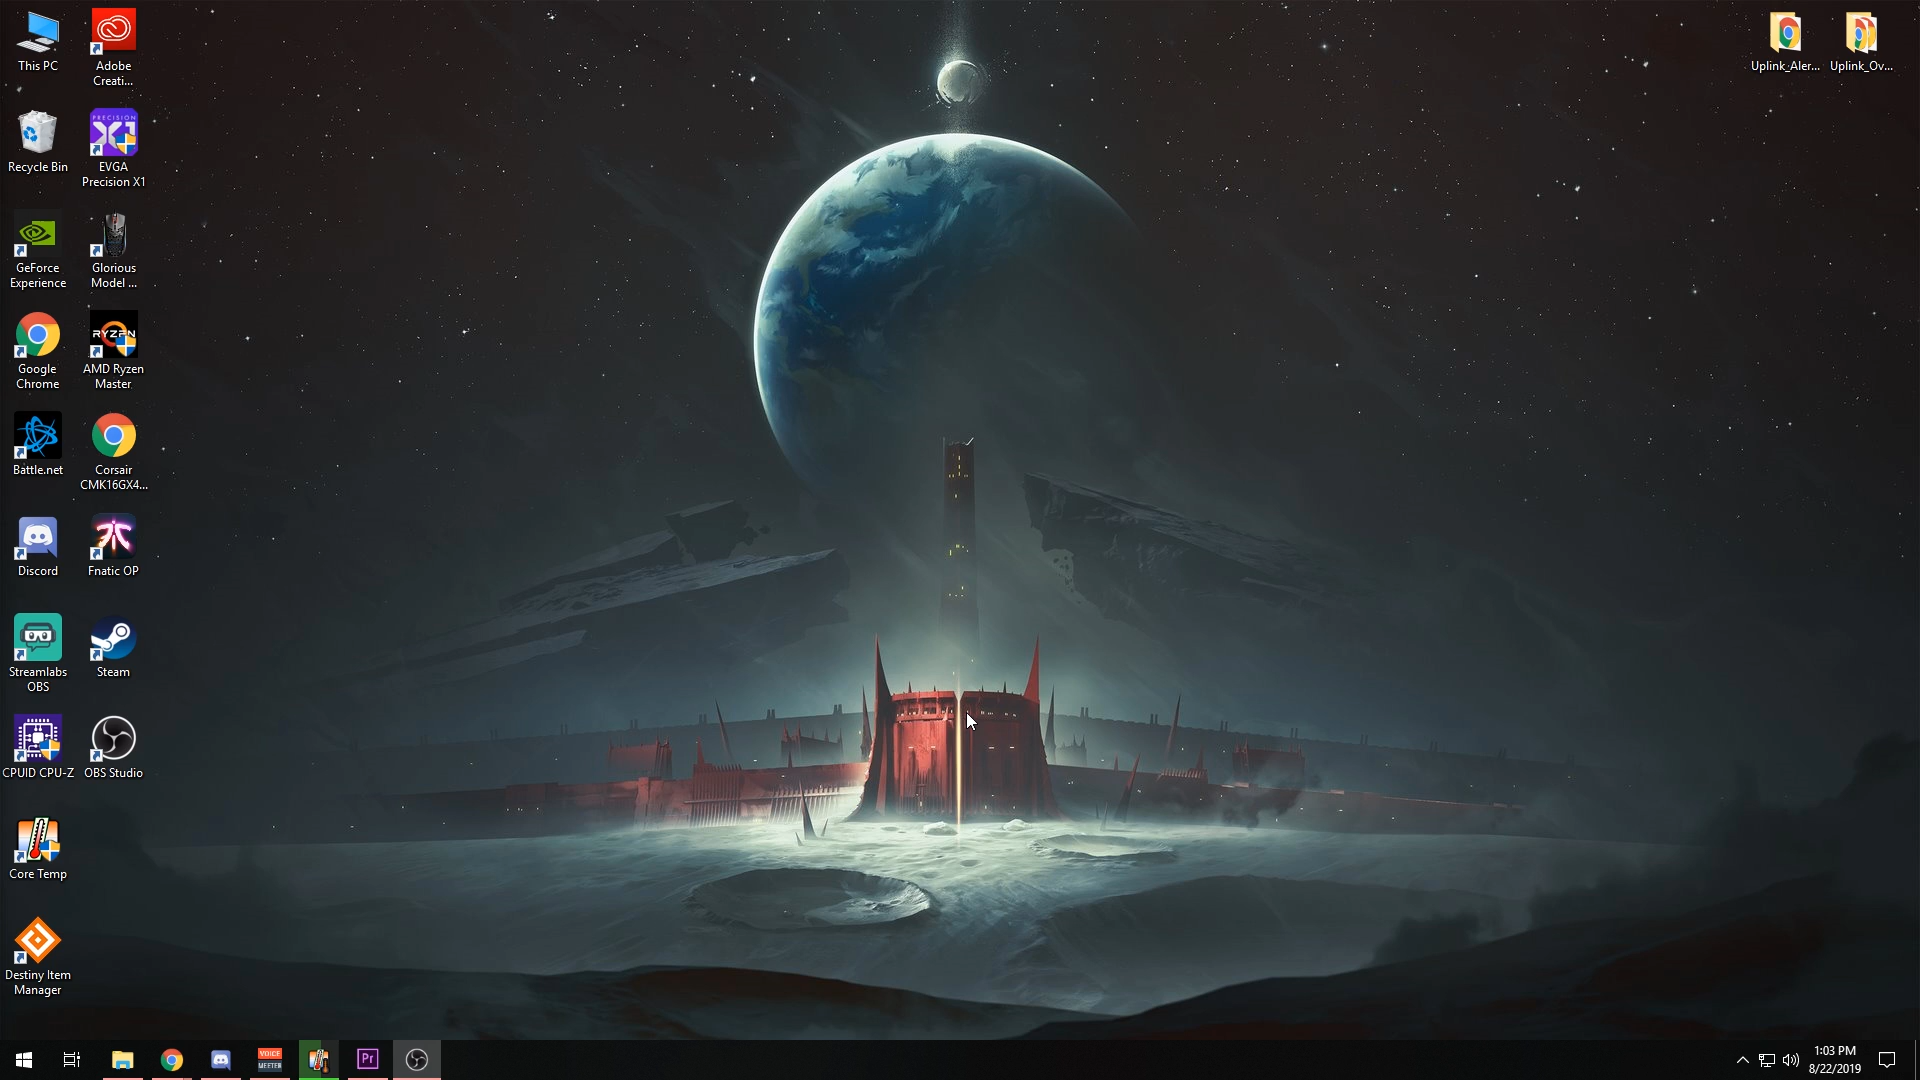 This PC
Adobe
Creati...
Recycle Bin
PRECISION
X1
EVGA
Precision X1
GeForce
Experience
Glorious
Model ...
Google
Chrome
RYZEN
AMD Ryzen
Master
Battle.net
Corsair
CMK16GX4...
Discord
Fnatic OP
Streamlabs
OBS
Steam
CPUID CPU-Z
OBS Studio
Core Temp
Destiny Item
Manager
Uplink_Aler...
Uplink_Ov...
VOICE
MEETER
Pr
1:03 PM
8/22/2019